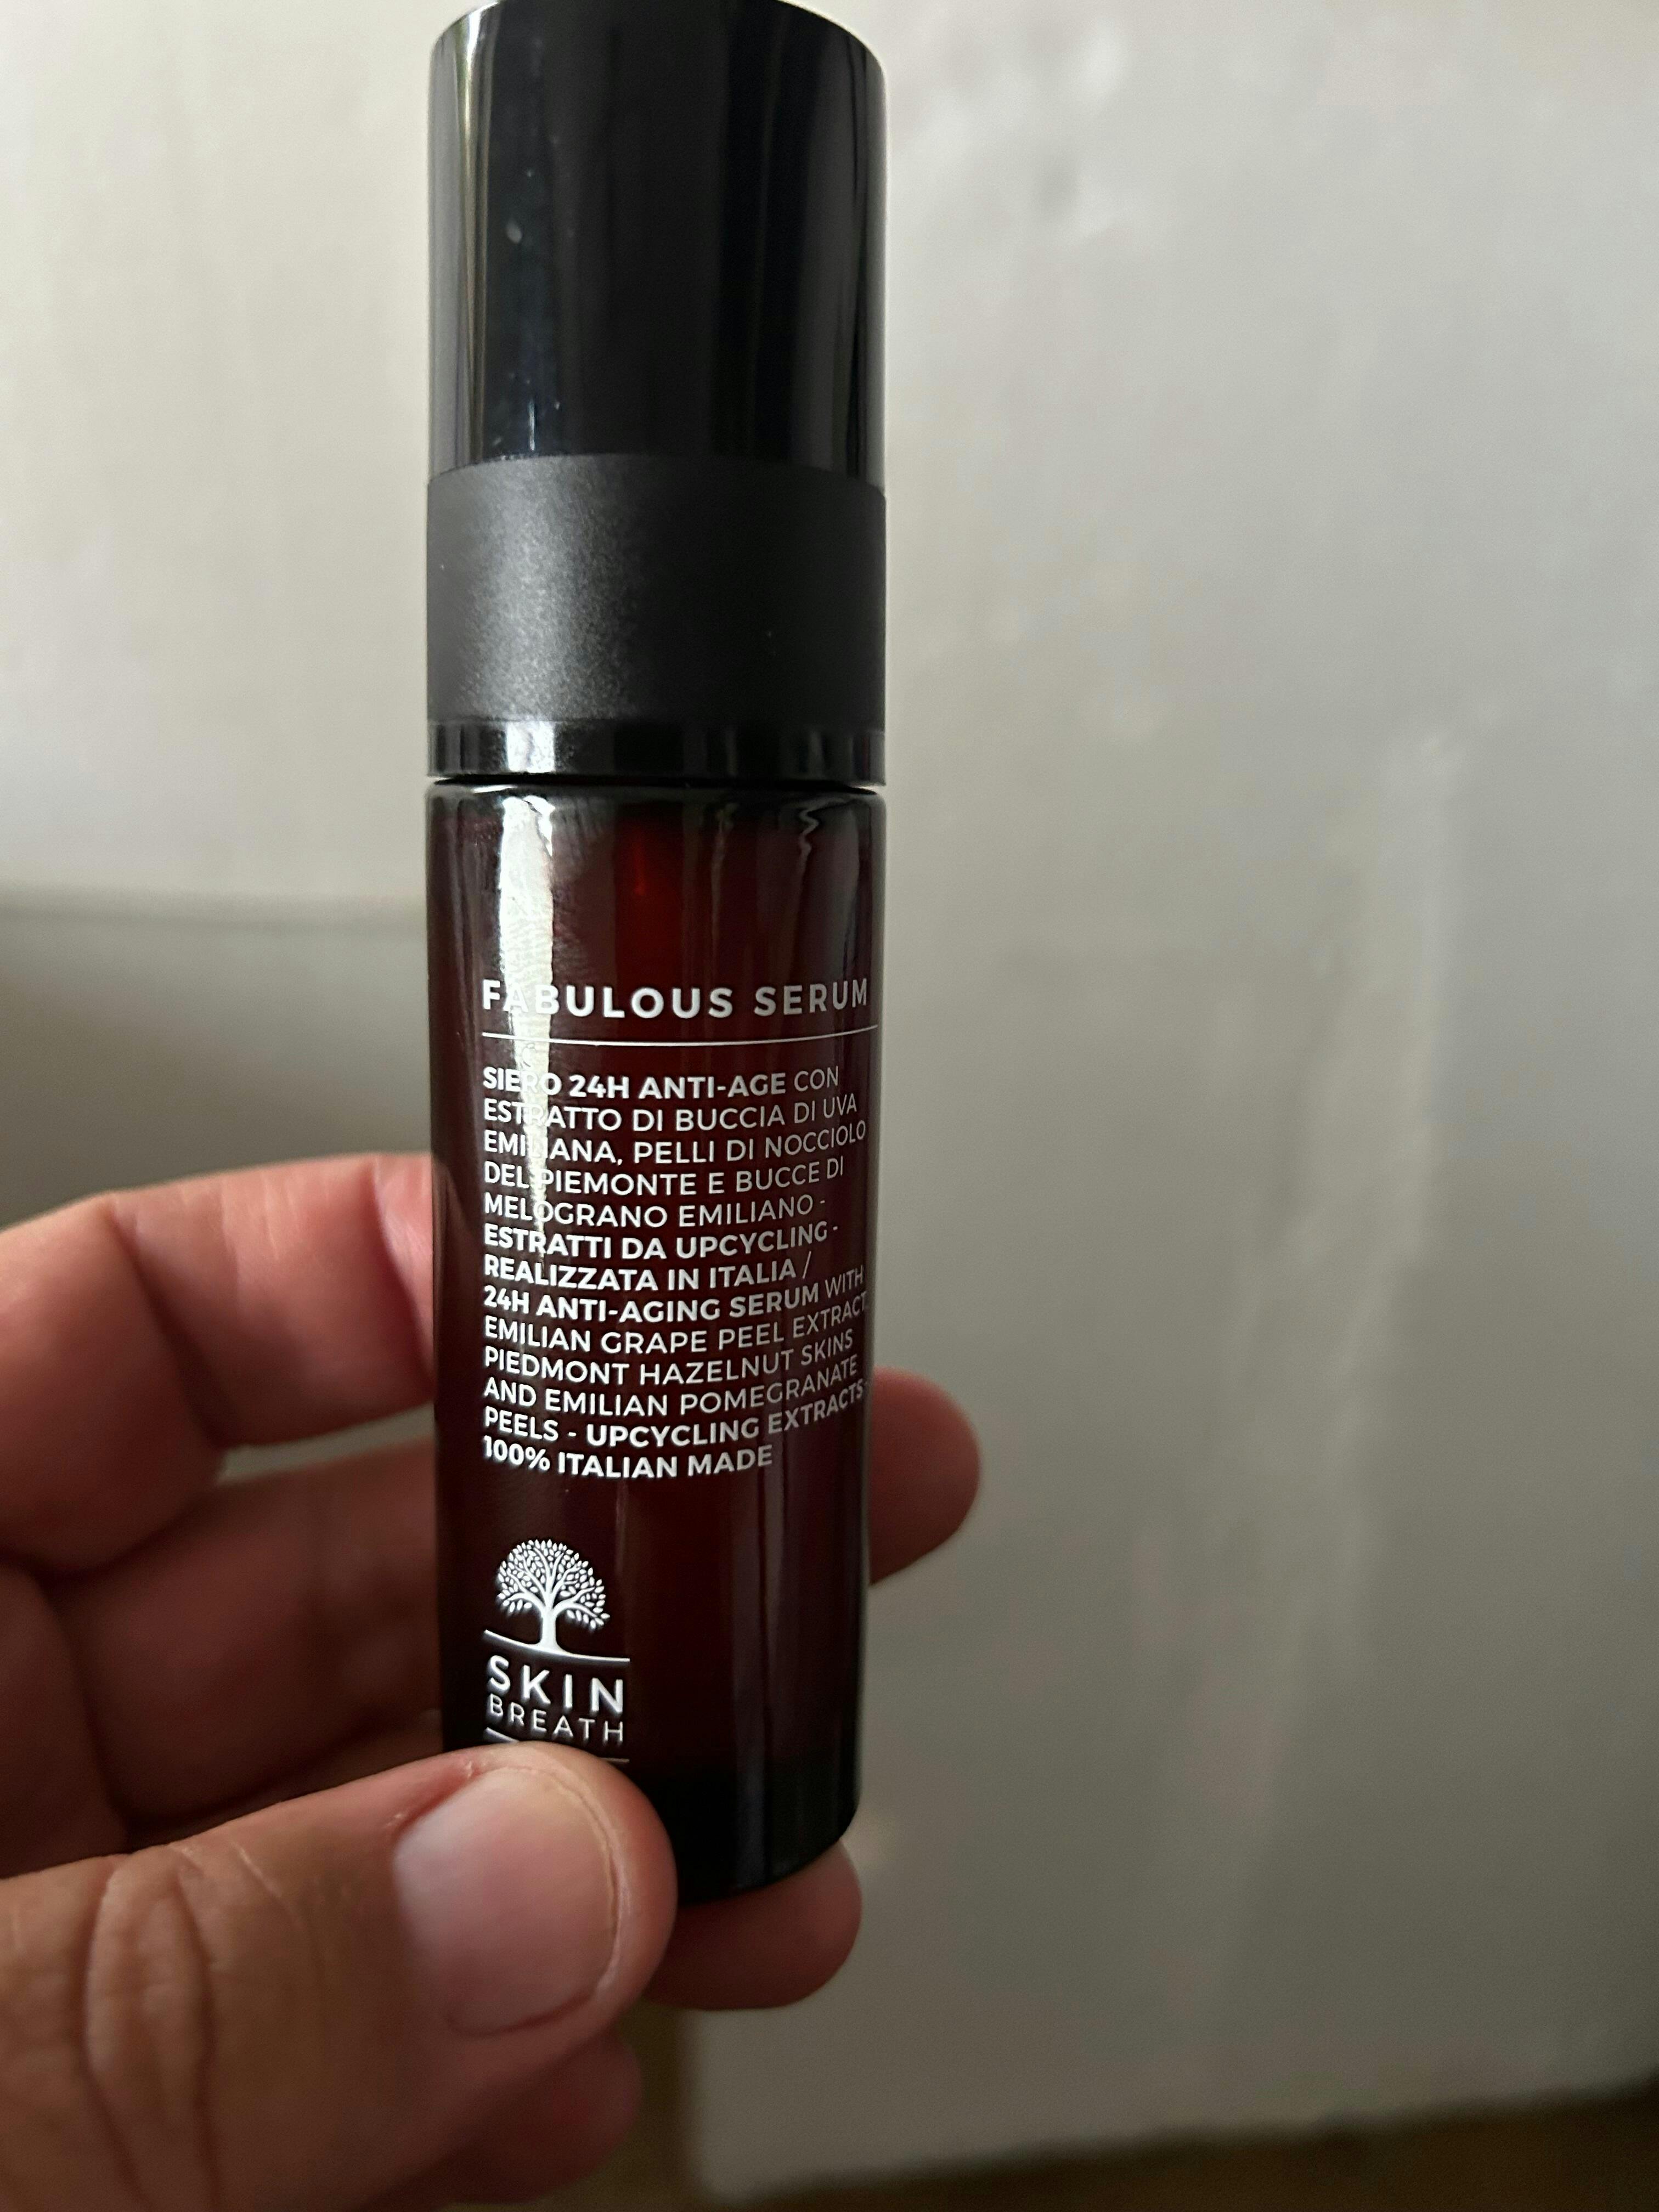 FABULOUS SERUM
SIERO 24H ANTI-AGE CON
ESTRATTO DI BUCCIA DI UVA
EMILIANA, PELLI DI NOCCIOLO
DEL PIEMONTE E BUCCE DI
MELOGRANO EMILIANO -
ESTRATTI DA UPCYCLING -
REALIZZATA IN ITALIA /
24H ANTI-AGING SERUM WITH
EMILIAN GRAPE PEEL EXTRACT,
PIEDMONT HAZELNUT SKINS
AND EMILIAN POMEGRANATE
PEELS - UPCYCLING EXTRACTS -
100% ITALIAN MADE
SKIN
BREATH